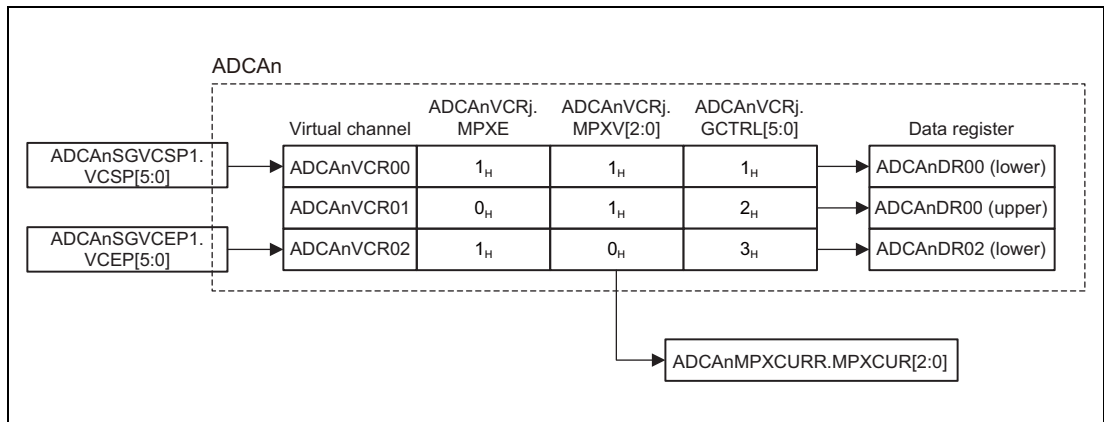 ADCAn
Virtual channel
ADCAnVCRj.
MPXE
ADCAnVCRj.
MPXV[2:0]
ADCAnVCRj.
GCTRL[5:0]
Data register
ADCAnSGVCSP1.
VCSP[5:0]
ADCAnVCR00 1H 1H 1H ADCAnDR00 (lower)
ADCAnVCR01 0H 1H 2H ADCAnDR00 (upper)
ADCAnSGVCEP1.
VCEP[5:0]
ADCAnVCR02 1H 0H 3H ADCAnDR02 (lower)
ADCAnMPXCURR.MPXCUR[2:0]